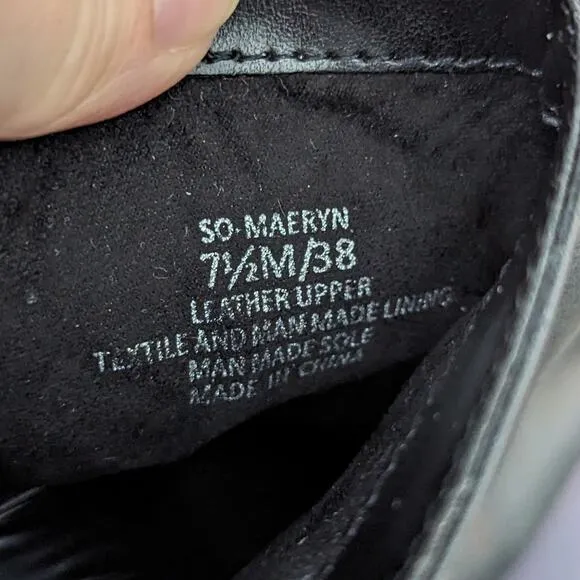 SO-MAERYN
7½M/38
LEATHER UPPER
TEXTILE AND MAN MADE LINING
MAN MADE SOLE
MADE IN CHINA